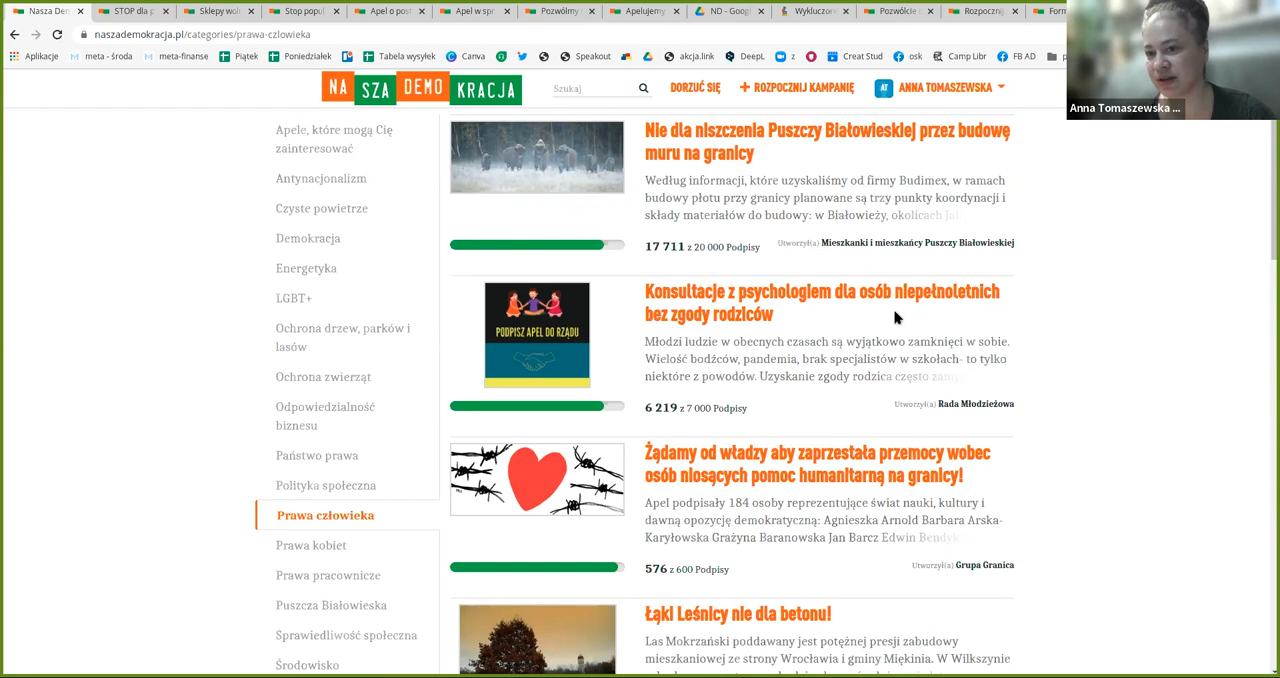 Nasza Den
STOP dla p
Sklepy wol
Stop popul
Apel o post
Apel w spr
Pozwólmy
Apelujemy
ND - Goog
Wykluczon
Pozwólcie
Rozpocznij
Form
naszademokracja.pl/categories/prawa-czlowieka
Aplikacje
meta - środa
meta-finanse
Piątek
Poniedziałek
Tabela wysyłek
Canva
Speakout
akcja.link
DeepL
z
Creat Stud
osk
Camp Libr
FB AD
NA SZA DEMO KRACJA
Szukaj
DORZUĆ SIĘ
+ ROZPOCZNIJ KAMPANIĘ
AT
ANNA TOMASZEWSKA
Anna Tomaszewska ...
Apele, które mogą Cię
zainteresować
Antynacjonalizm
Czyste powietrze
Demokracja
Energetyka
LGBT+
Ochrona drzew, parków i
lasów
Ochrona zwierząt
Odpowiedzialność
biznesu
Państwo prawa
Polityka społeczna
Prawa człowieka
Prawa kobiet
Prawa pracownicze
Puszcza Białowieska
Sprawiedliwość społeczna
Środowisko
Nie dla niszczenia Puszczy Białowieskiej przez budowę
muru na granicy
Według informacji, które uzyskaliśmy od firmy Budimex, w ramach
budowy płotu przy granicy planowane są trzy punkty koordynacji i
składy materiałów do budowy: w Białowieży, okolicach
17 711 z 20 000 Podpisy
Utworzył(a) Mieszkanki i mieszkańcy Puszczy Białowieskiej
PODPISZ APEL DO RZĄDU
Konsultacje z psychologiem dla osób niepełnoletnich
bez zgody rodziców
Młodzi ludzie w obecnych czasach są wyjątkowo zamknięci w sobie.
Wielość bodźców, pandemia, brak specjalistów w szkołach- to tylko
niektóre z powodów. Uzyskanie zgody rodzica często
6 219 z 7 000 Podpisy
Utworzył(a) Rada Młodzieżowa
Żądamy od władzy aby zaprzestała przemocy wobec
osób niosących pomoc humanitarną na granicy!
Apel podpisały 184 osoby reprezentujące świat nauki, kultury i
dawną opozycję demokratyczną: Agnieszka Arnold Barbara Arska-
Karyłowska Grażyna Baranowska Jan Barcz Edwin Bendyk
576 z 600 Podpisy
Utworzył(a) Grupa Granica
Łąki Leśnicy nie dla betonu!
Las Mokrzański poddawany jest potężnej presji zabudowy
mieszkaniowej ze strony Wrocławia i gminy Miękinia. W Wilkszynie